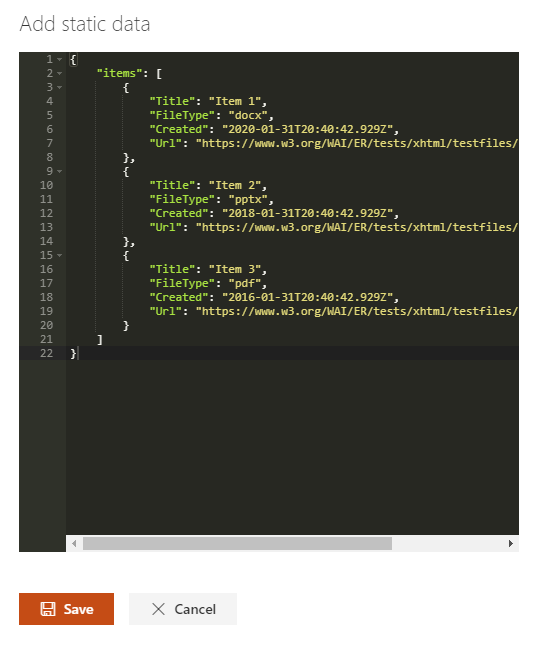 Add static data
1 {
2 "items": [
3 {
4 "Title": "Item 1",
5 "FileType": "docx",
6 "Created": "2020-01-31T20:40:42.929Z",
7 "Url": "https://www.w3.org/WAI/ER/tests/xhtml/testfiles/
8 },
9 {
10 "Title": "Item 2",
11 "FileType": "pptx",
12 "Created": "2018-01-31T20:40:42.929Z",
13 "Url": "https://www.w3.org/WAI/ER/tests/xhtml/testfiles/
14 },
15 {
16 "Title": "Item 3",
17 "FileType": "pdf",
18 "Created": "2016-01-31T20:40:42.929Z",
19 "Url": "https://www.w3.org/WAI/ER/tests/xhtml/testfiles/
20 }
21 ]
22 }
Save Cancel